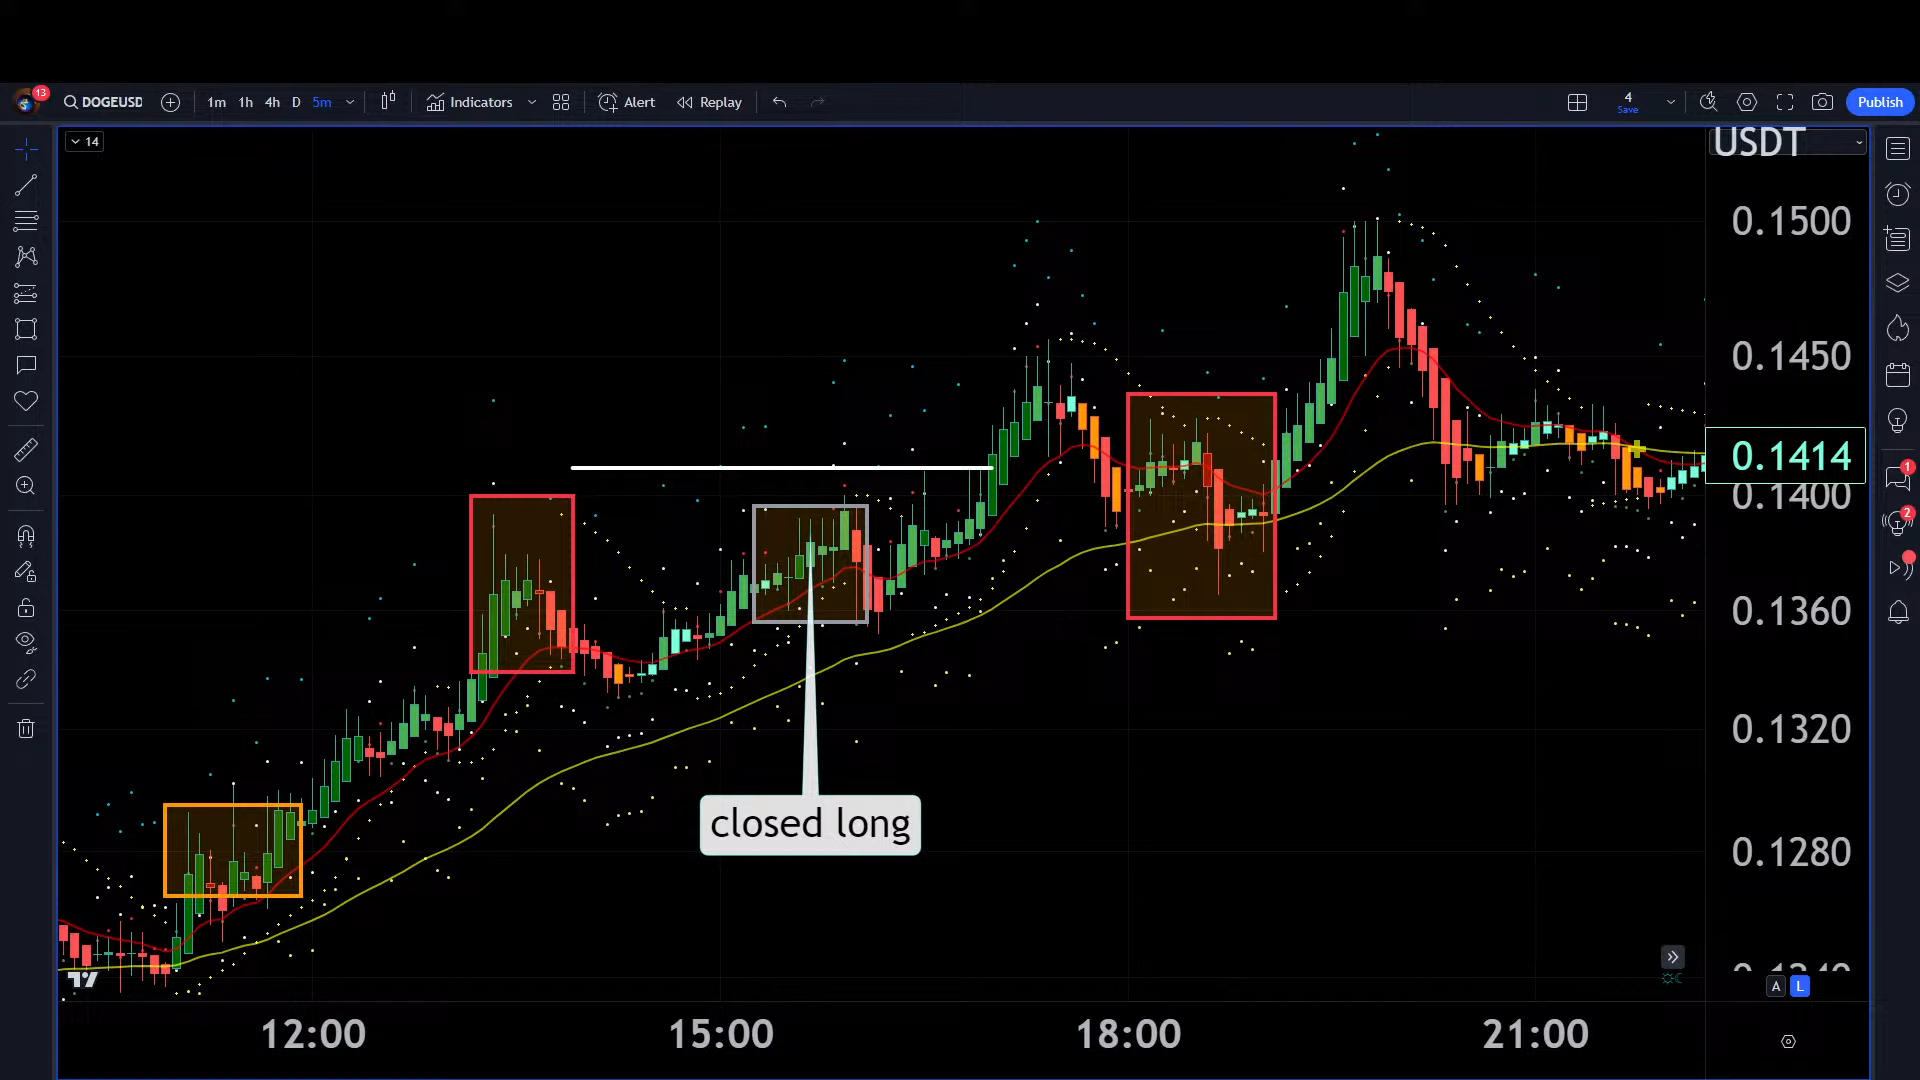 13
DOGEUSD
1m 1h 4h D 5m
Indicators
Alert
Replay
4
Save
Publish
14
USDT
0.1500
0.1450
0.1414
0.1400
0.1360
0.1320
0.1280
closed long
A L
12:00 15:00 18:00 21:00
1
2